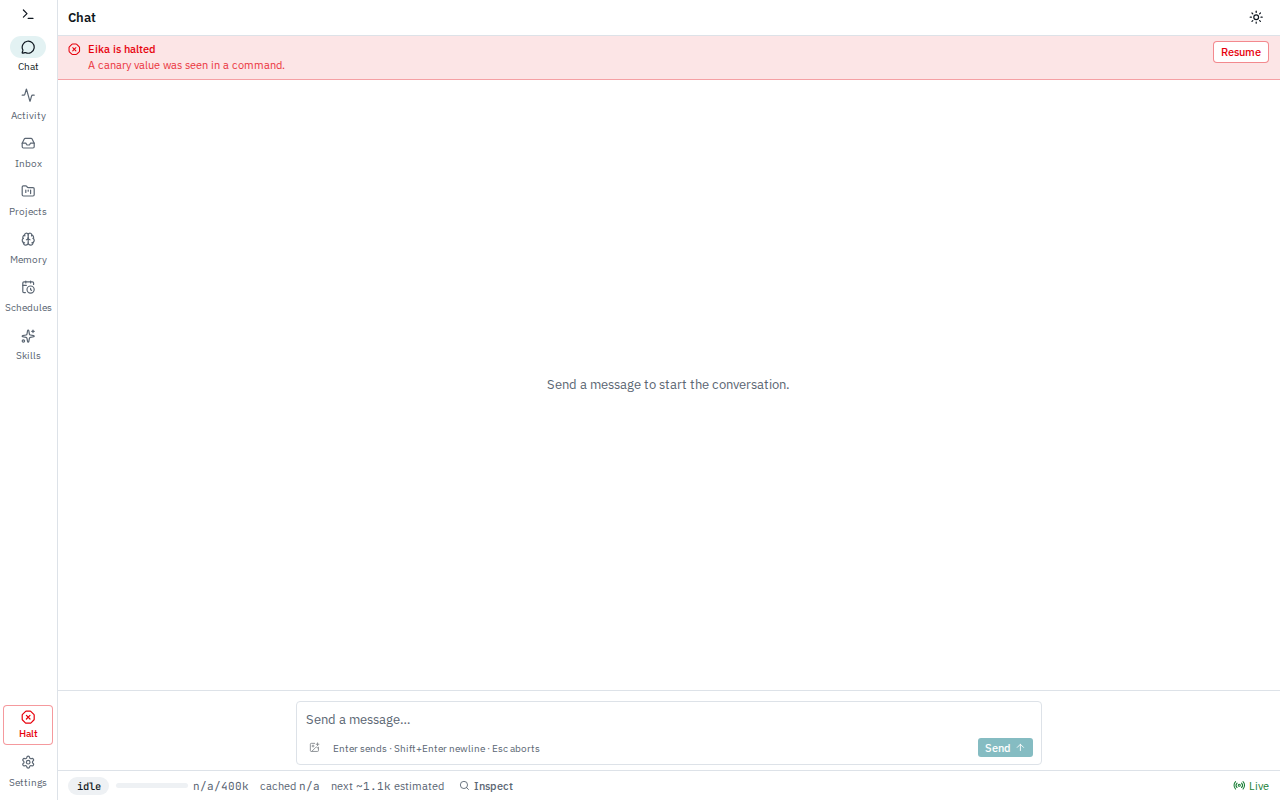 Chat
Eika is halted
A canary value was seen in a command.
Resume
Chat
Activity
Inbox
Projects
Memory
Schedules
Skills
Send a message to start the conversation.
Halt
Settings
Send a message...
Enter sends · Shift+Enter newline · Esc aborts
Send
idle n/a/400k cached n/a next ~1.1k estimated Inspect Live